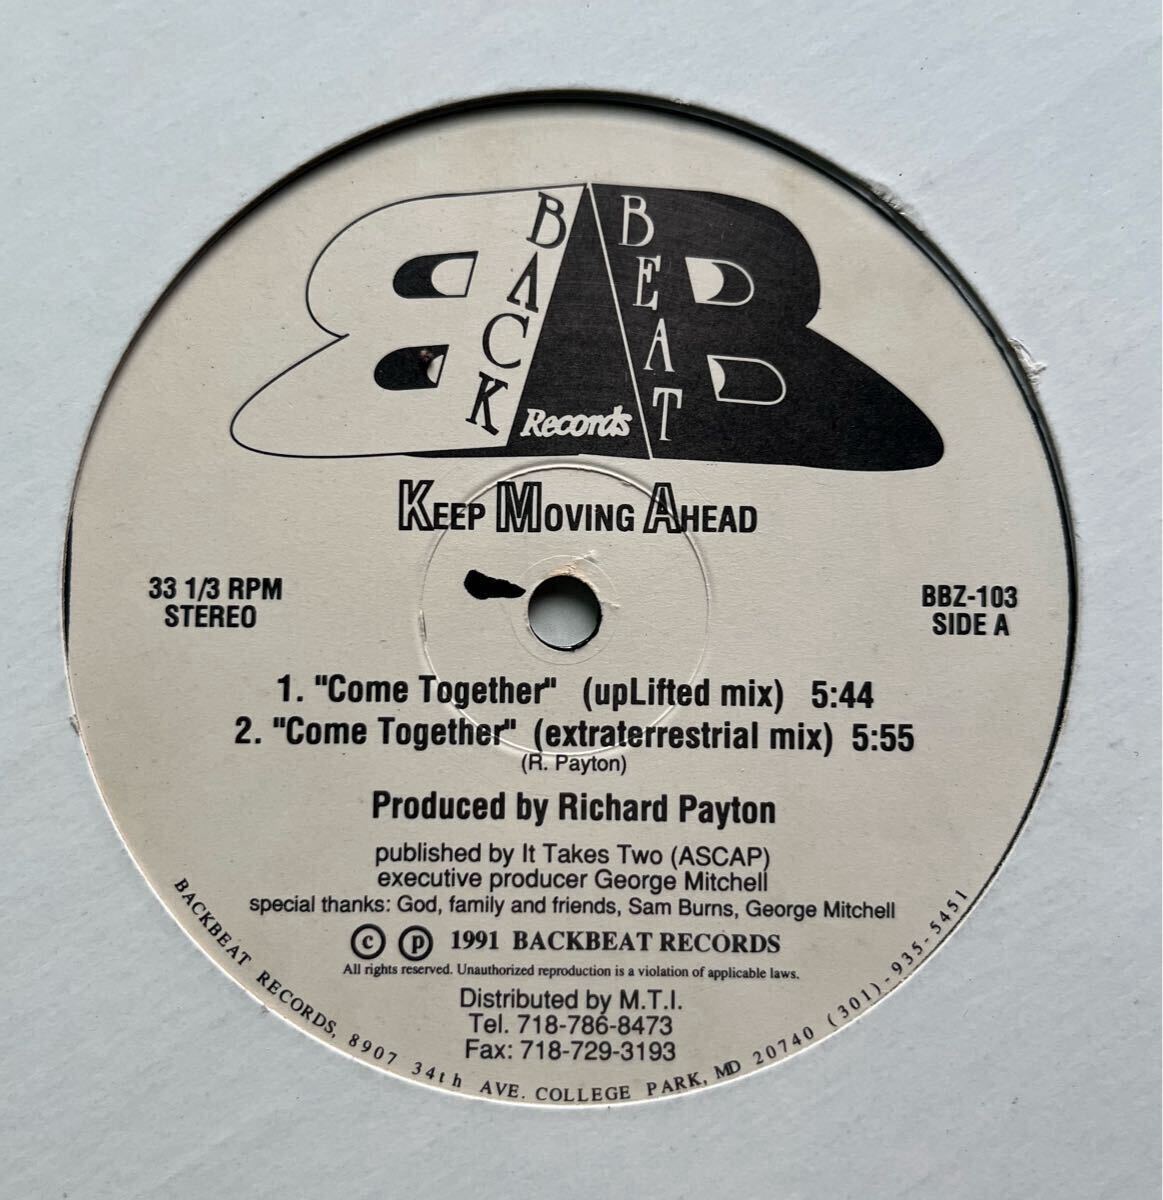 BACK
BEAT
Records
KEEP MOVING AHEAD
33 1/3 RPM
STEREO
BBZ-103
SIDE A
1. "Come Together" (upLifted mix) 5:44
2. "Come Together" (extraterrestrial mix) 5:55
(R. Payton)
Produced by Richard Payton
published by It Takes Two (ASCAP)
executive producer George Mitchell
special thanks: God, family and friends, Sam Burns, George Mitchell
© ℗ 1991 BACKBEAT RECORDS
All rights reserved. Unauthorized reproduction is a violation of applicable laws.
Distributed by M.T.I.
Tel. 718-786-8473
Fax: 718-729-3193
BACKBEAT RECORDS, 8907 34th AVE. COLLEGE PARK, MD 20740 (301)-935-5451